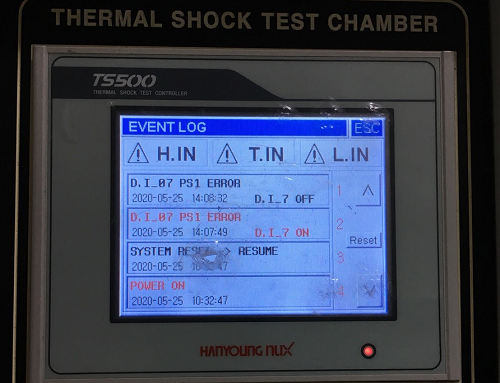 THERMAL SHOCK TEST CHAMBER
TS500
THERMAL SHOCK TEST CONTROLLER
EVENT LOG
ESC
H.IN T.IN L.IN
D.I_07 PS1 ERROR
2020-05-25 14:08:32 D.I_7 OFF
1
D.I_07 PS1 ERROR
2020-05-25 14:07:49 D.I_7 ON
2
Reset
SYSTEM RESET -> RESUME
2020-05-25
3
POWER ON
2020-05-25 10:32:47
4
HANYOUNG NUX